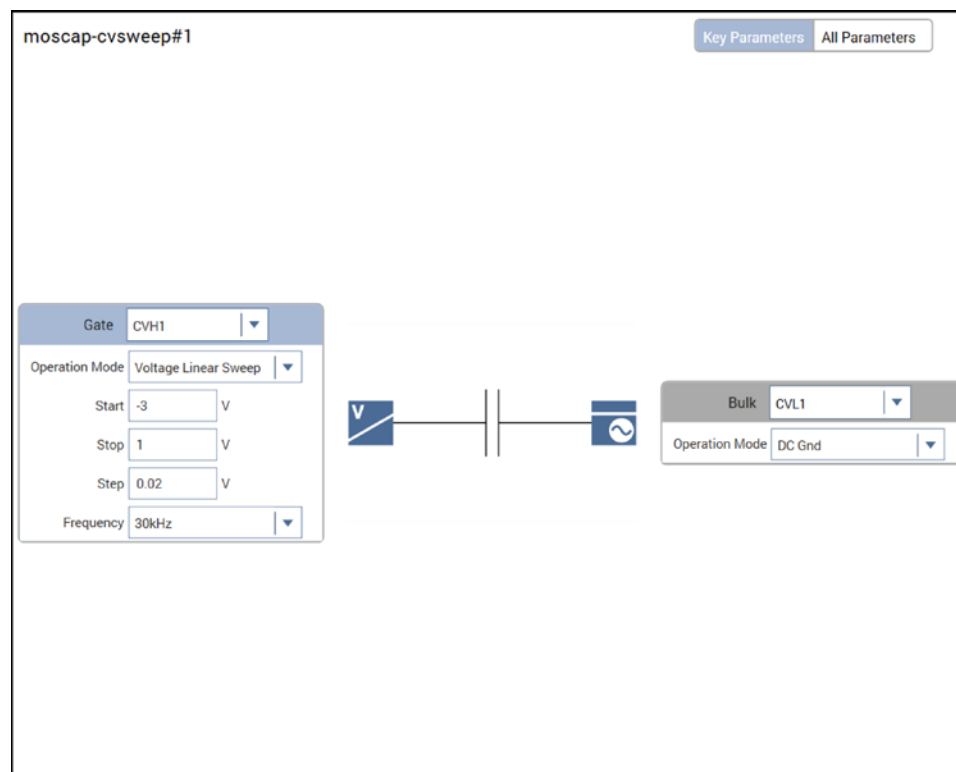 moscap-cvsweep#1
Key Parameters All Parameters
Gate CVH1
Operation Mode Voltage Linear Sweep
Start -3 V
Stop 1 V
Step 0.02 V
Frequency 30kHz
V
Bulk CVL1
Operation Mode DC Gnd